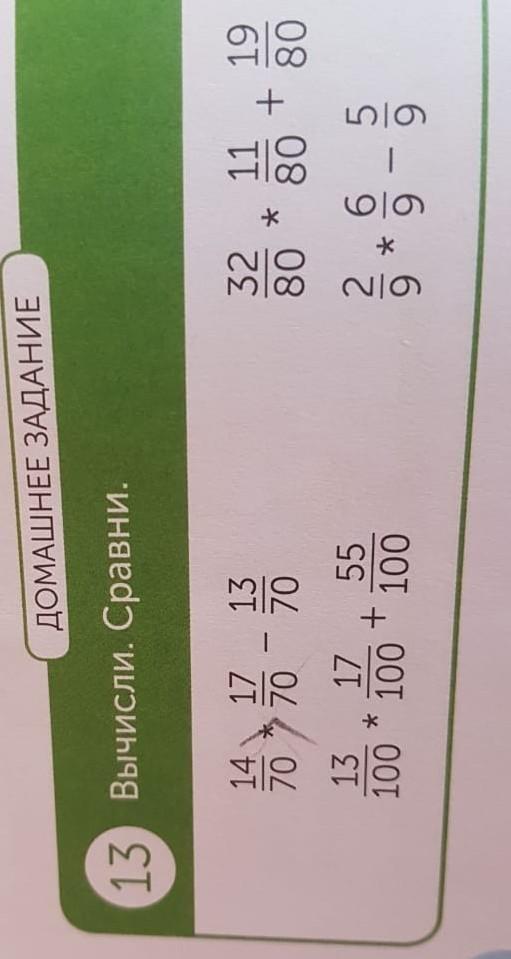 ДОМАШНЕЕ ЗАДАНИЕ
13 Вычисли. Сравни.
14/70 * > 17/70 − 13/70    32/80 * 11/80 + 19/80
13/100 * 17/100 + 55/100    2/9 * 6/9 − 5/9